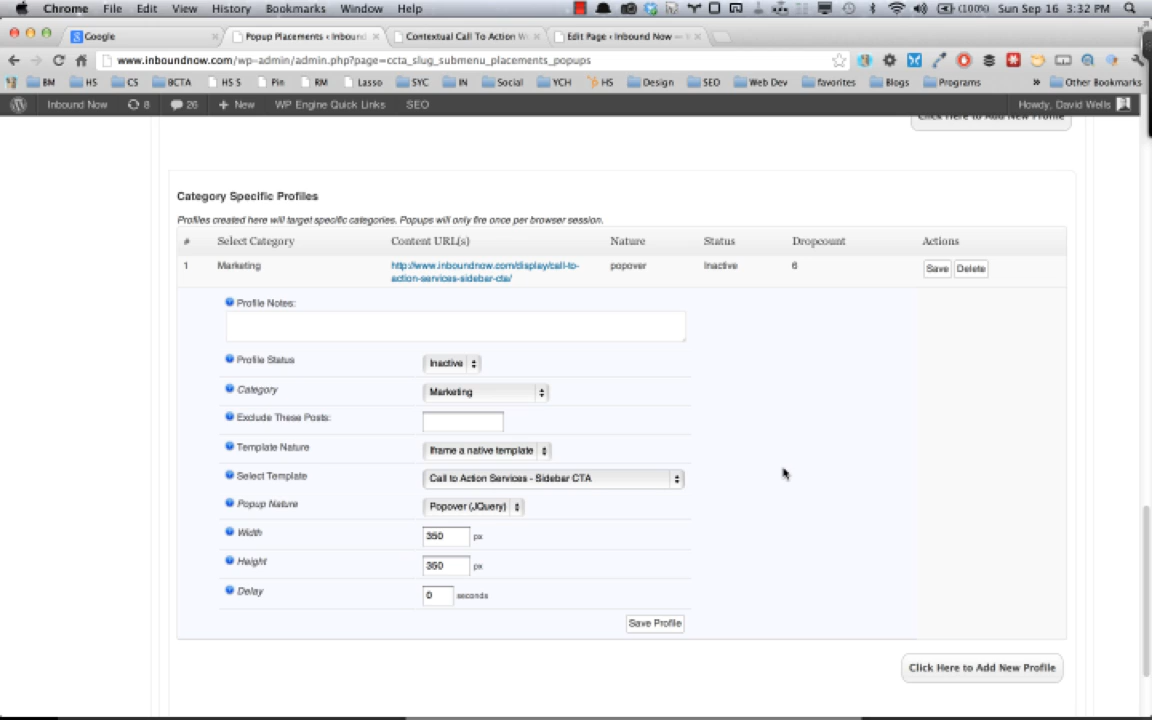 Chrome File Edit View History Bookmarks Window Help (100%) Sun Sep 16 3:32 PM
Google Popup Placements ‹ Inbound Contextual Call To Action W Edit Page ‹ Inbound Now —
www.inboundnow.com/wp-admin/admin.php?page=ccta_slug_submenu_placements_popups
BM HS CS BCTA HS S Pin RM Lasso SYC IN Social YCH HS Design SEO Web Dev favorites Blogs Programs » Other Bookmarks
Inbound Now 8 26 + New WP Engine Quick Links SEO Howdy, David Wells
Click Here to Add New Profile
Category Specific Profiles
Profiles created here will target specific categories. Popups will only fire once per browser session.
# Select Category Content URL(s) Nature Status Dropcount Actions
1 Marketing http://www.inboundnow.com/display/call-to- popover Inactive 6 Save Delete
action-services-sidebar-cta/
Profile Notes:
Profile Status Inactive
Category Marketing
Exclude These Posts:
Template Nature Iframe a native template
Select Template Call to Action Services - Sidebar CTA
Popup Nature Popover (JQuery)
Width 350 px
Height 350 px
Delay 0 seconds
Save Profile
Click Here to Add New Profile